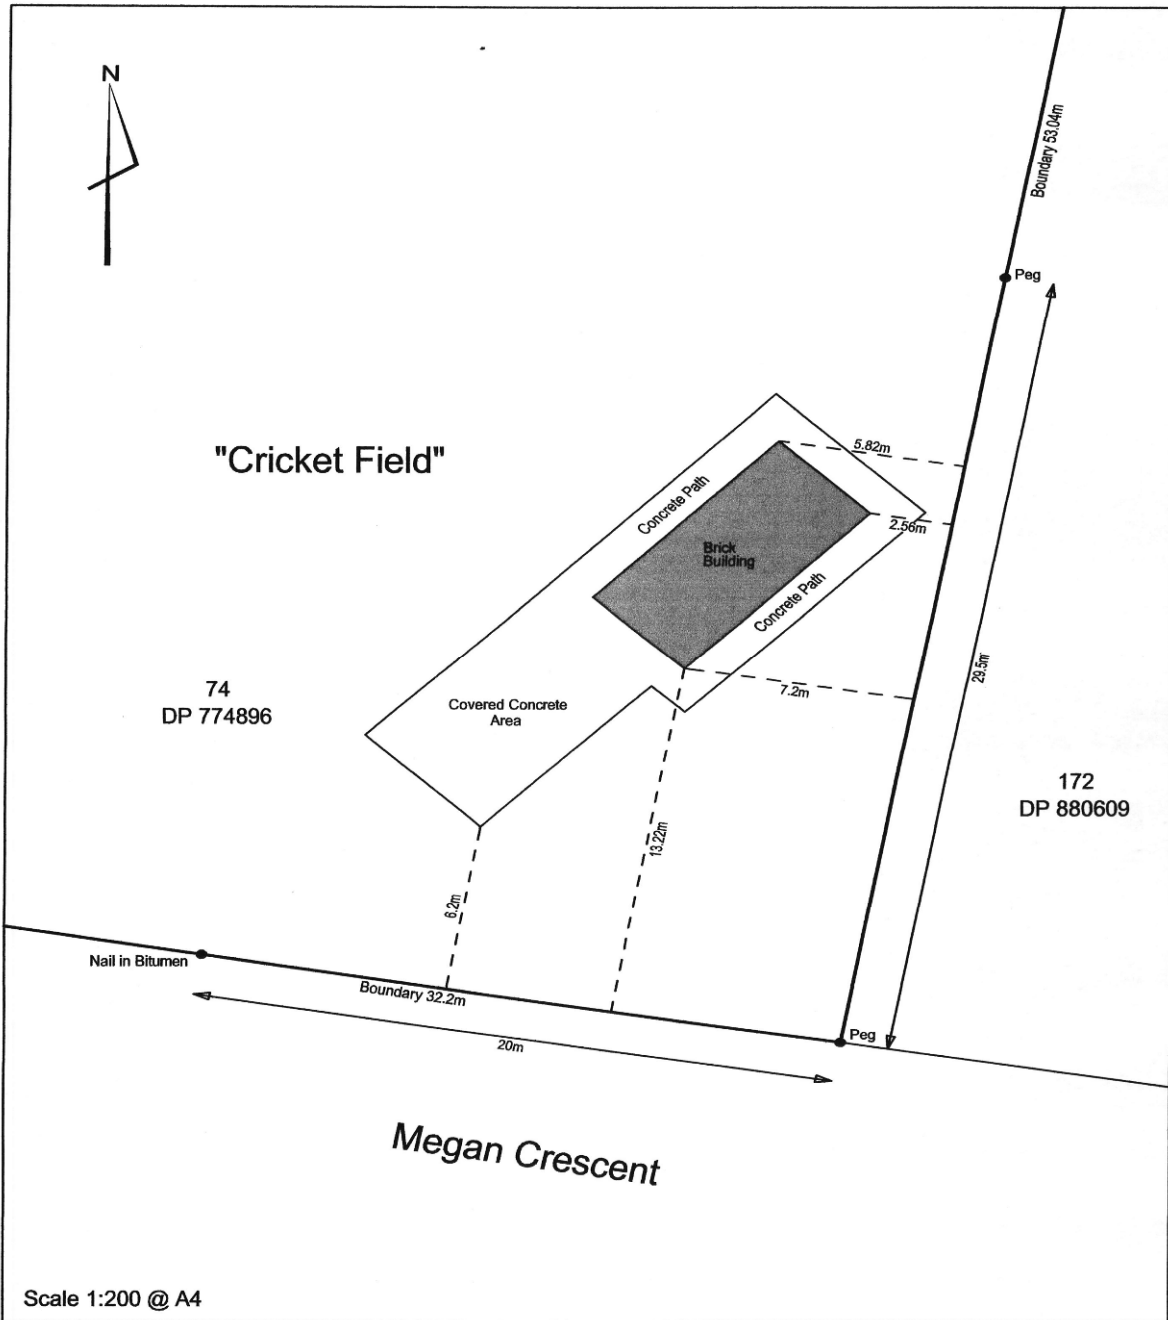 N
Boundary 53.04m
Peg
"Cricket Field"
5.82m
Concrete Path
2.56m
Brick
Building
Concrete Path
29.5m
7.2m
74
DP 774896
Covered Concrete
Area
172
DP 880609
13.22m
6.2m
Nail in Bitumen
Boundary 32.2m
Peg
20m
Megan Crescent
Scale 1:200 @ A4